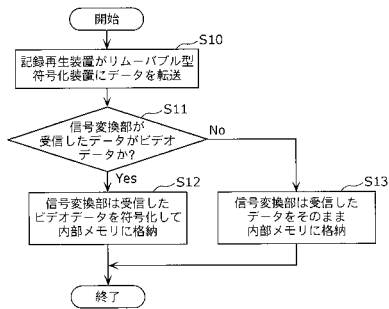 開始
S10
記録再生装置がリムーバブル型
符号化装置にデータを転送
S11
信号変換部が
受信したデータがビデオ
データか?
No
Yes
S12
信号変換部は受信した
ビデオデータを符号化して
内部メモリに格納
S13
信号変換部は受信した
データをそのまま
内部メモリに格納
終了